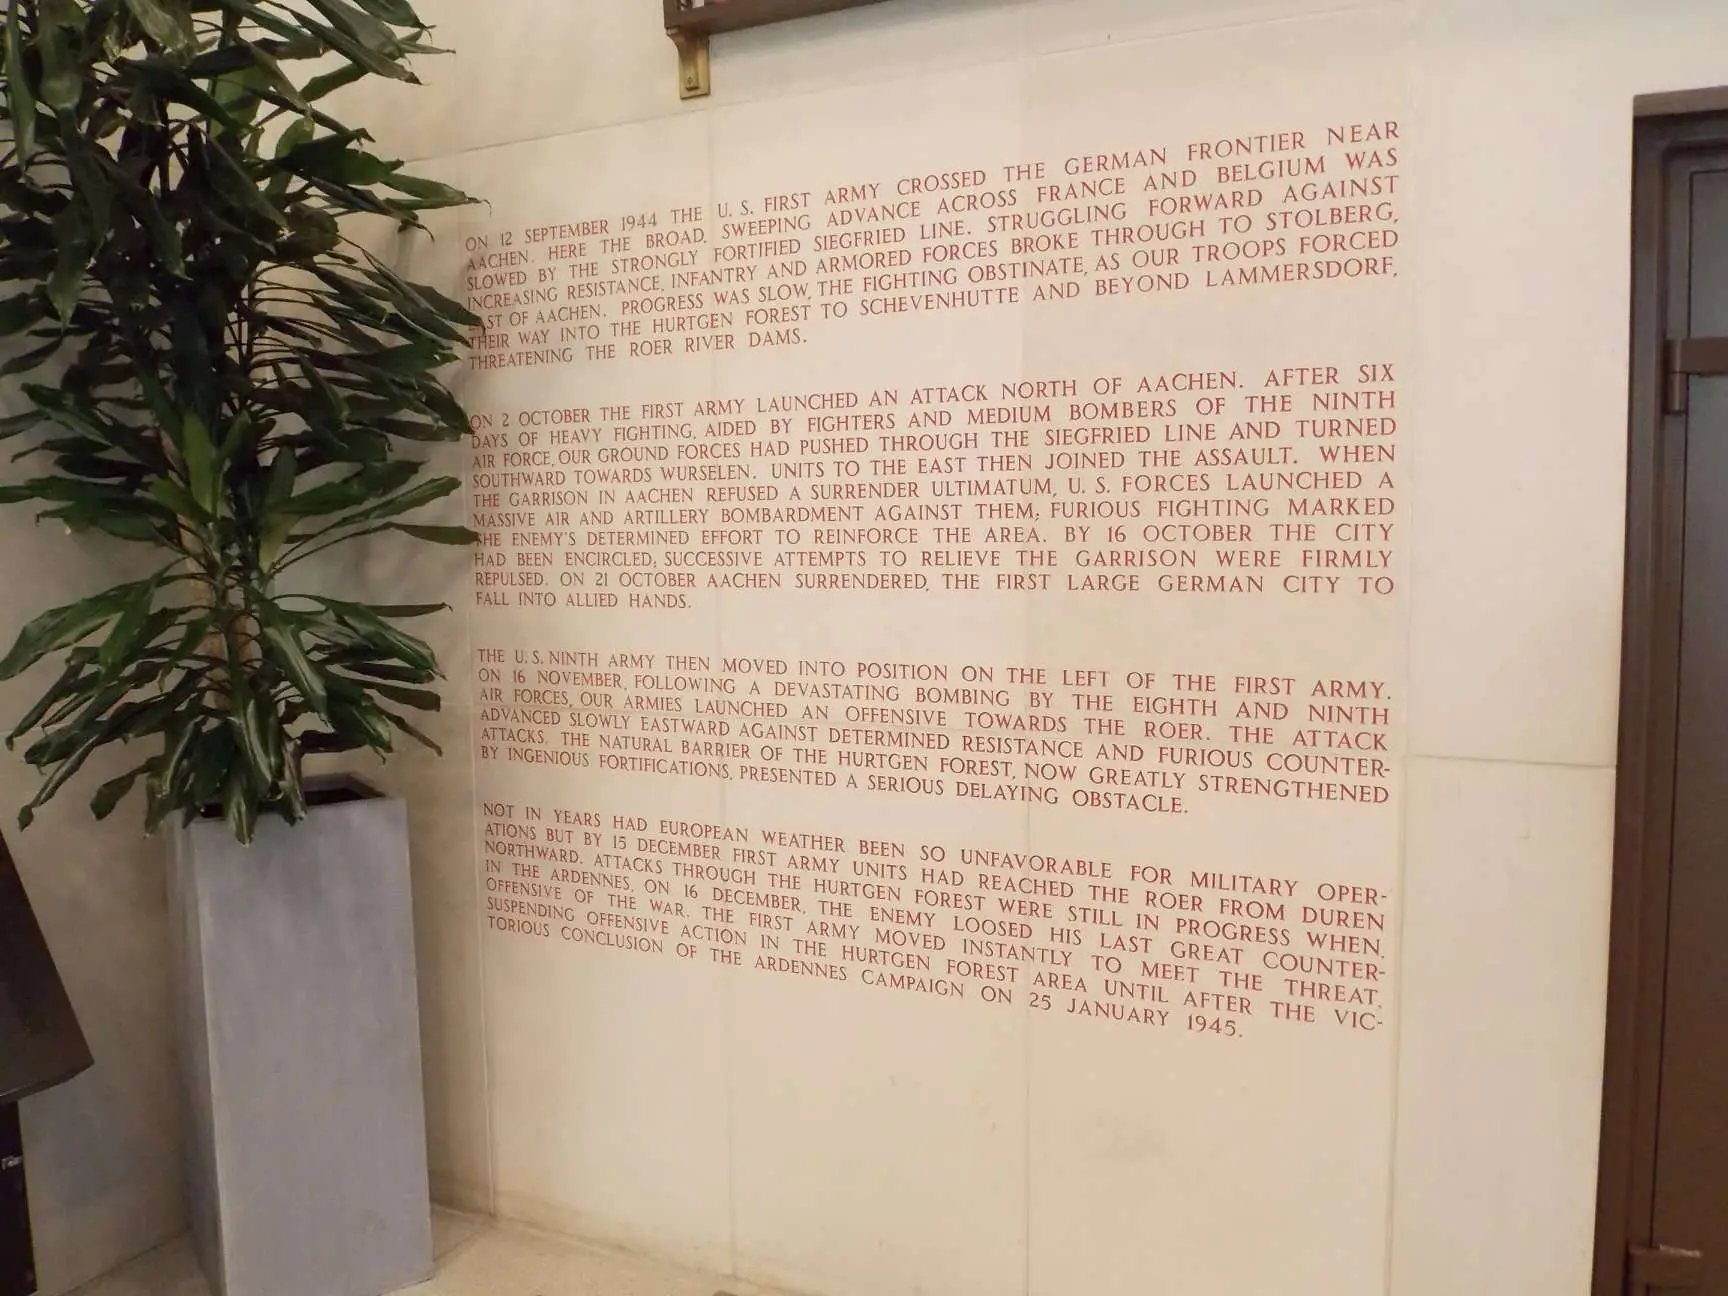 ON 12 SEPTEMBER 1944 THE U. S. FIRST ARMY CROSSED THE GERMAN FRONTIER NEAR
AACHEN. HERE THE BROAD, SWEEPING ADVANCE ACROSS FRANCE AND BELGIUM WAS
SLOWED BY THE STRONGLY FORTIFIED SIEGFRIED LINE. STRUGGLING FORWARD AGAINST
INCREASING RESISTANCE, INFANTRY AND ARMORED FORCES BROKE THROUGH TO STOLBERG,
EAST OF AACHEN. PROGRESS WAS SLOW, THE FIGHTING OBSTINATE, AS OUR TROOPS FORCED
THEIR WAY INTO THE HURTGEN FOREST TO SCHEVENHUTTE AND BEYOND LAMMERSDORF,
THREATENING THE ROER RIVER DAMS.
ON 2 OCTOBER THE FIRST ARMY LAUNCHED AN ATTACK NORTH OF AACHEN. AFTER SIX
DAYS OF HEAVY FIGHTING, AIDED BY FIGHTERS AND MEDIUM BOMBERS OF THE NINTH
AIR FORCE, OUR GROUND FORCES HAD PUSHED THROUGH THE SIEGFRIED LINE AND TURNED
SOUTHWARD TOWARDS WURSELEN. UNITS TO THE EAST THEN JOINED THE ASSAULT. WHEN
THE GARRISON IN AACHEN REFUSED A SURRENDER ULTIMATUM, U. S. FORCES LAUNCHED A
MASSIVE AIR AND ARTILLERY BOMBARDMENT AGAINST THEM; FURIOUS FIGHTING MARKED
THE ENEMY'S DETERMINED EFFORT TO REINFORCE THE AREA. BY 16 OCTOBER THE CITY
HAD BEEN ENCIRCLED; SUCCESSIVE ATTEMPTS TO RELIEVE THE GARRISON WERE FIRMLY
REPULSED. ON 21 OCTOBER AACHEN SURRENDERED, THE FIRST LARGE GERMAN CITY TO
FALL INTO ALLIED HANDS.
THE U. S. NINTH ARMY THEN MOVED INTO POSITION ON THE LEFT OF THE FIRST ARMY.
ON 16 NOVEMBER, FOLLOWING A DEVASTATING BOMBING BY THE EIGHTH AND NINTH
AIR FORCES, OUR ARMIES LAUNCHED AN OFFENSIVE TOWARDS THE ROER. THE ATTACK
ADVANCED SLOWLY EASTWARD AGAINST DETERMINED RESISTANCE AND FURIOUS COUNTER-
ATTACKS. THE NATURAL BARRIER OF THE HURTGEN FOREST, NOW GREATLY STRENGTHENED
BY INGENIOUS FORTIFICATIONS, PRESENTED A SERIOUS DELAYING OBSTACLE.
NOT IN YEARS HAD EUROPEAN WEATHER BEEN SO UNFAVORABLE FOR MILITARY OPER-
ATIONS BUT BY 15 DECEMBER FIRST ARMY UNITS HAD REACHED THE ROER FROM DUREN
NORTHWARD. ATTACKS THROUGH THE HURTGEN FOREST WERE STILL IN PROGRESS WHEN,
IN THE ARDENNES, ON 16 DECEMBER, THE ENEMY LOOSED HIS LAST GREAT COUNTER-
OFFENSIVE OF THE WAR. THE FIRST ARMY MOVED INSTANTLY TO MEET THE THREAT,
SUSPENDING OFFENSIVE ACTION IN THE HURTGEN FOREST AREA UNTIL AFTER THE VIC-
TORIOUS CONCLUSION OF THE ARDENNES CAMPAIGN ON 25 JANUARY 1945.